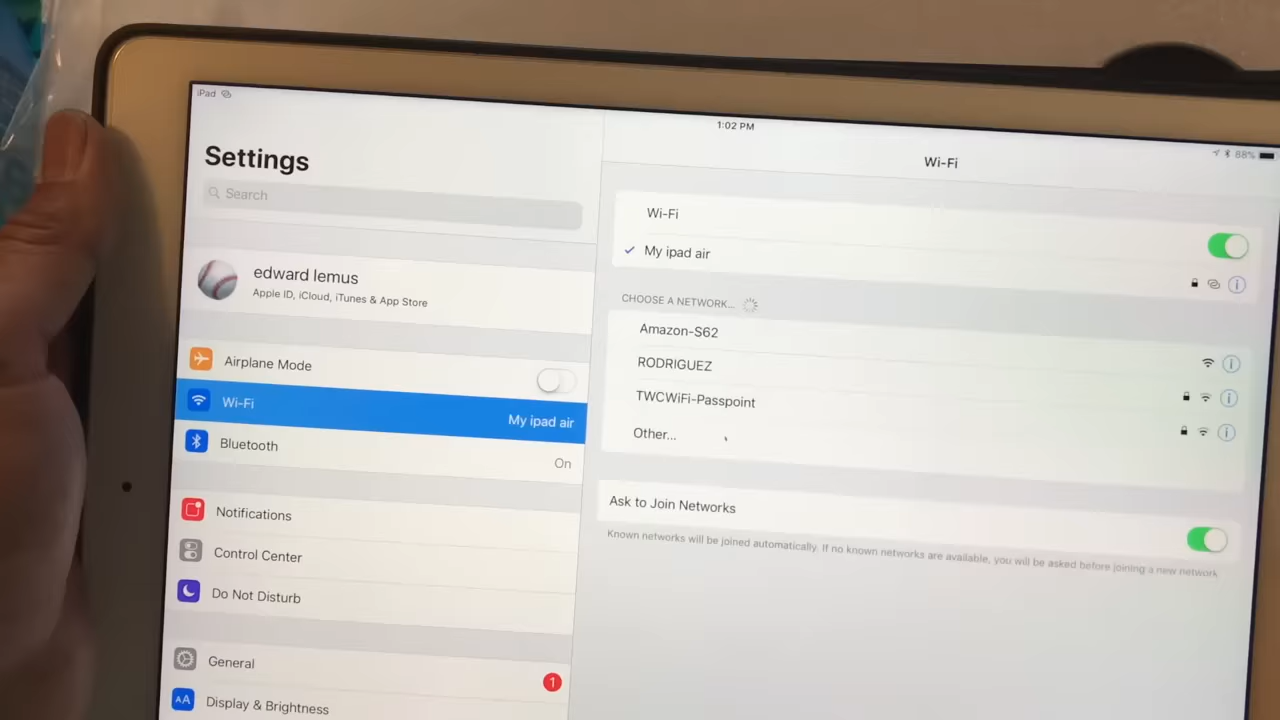 iPad
1:02 PM
88%
Settings
Search
edward lemus
Apple ID, iCloud, iTunes & App Store
Airplane Mode
Wi-Fi
My ipad air
Bluetooth
On
Notifications
Control Center
Do Not Disturb
General
1
AA
Display & Brightness
Wi-Fi
Wi-Fi
My ipad air
CHOOSE A NETWORK...
Amazon-S62
RODRIGUEZ
TWCWiFi-Passpoint
Other...
Ask to Join Networks
Known networks will be joined automatically. If no known networks are available, you will be asked before joining a new network